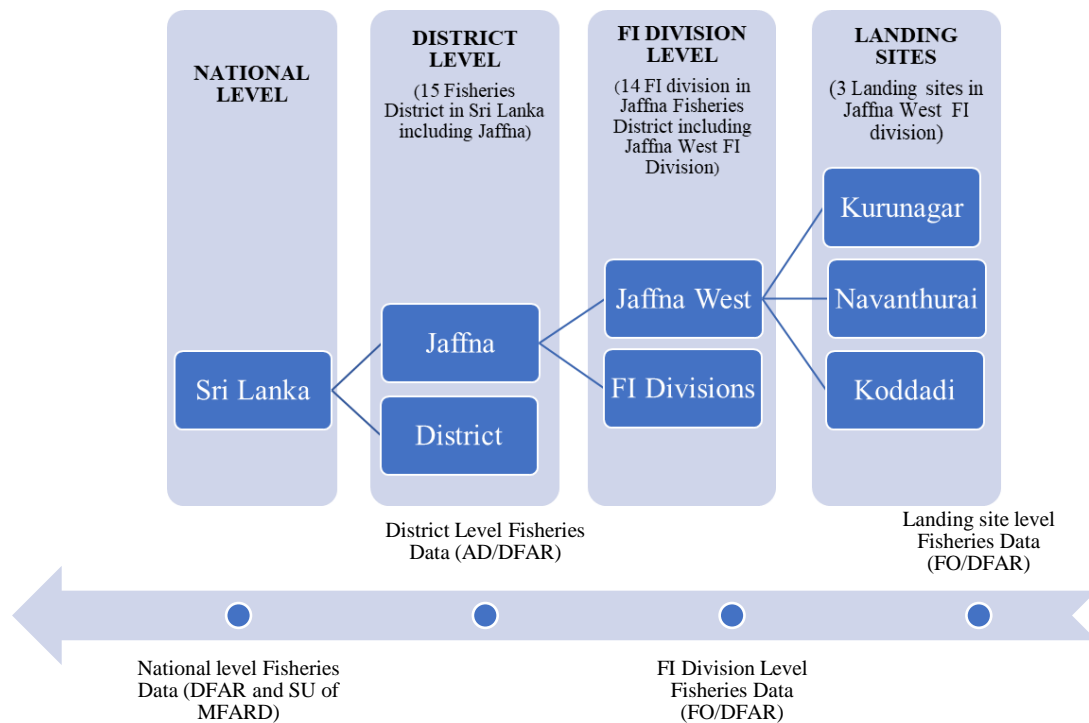 NATIONAL
LEVEL
DISTRICT
LEVEL
(15 Fisheries
District in Sri Lanka
including Jaffna)
FI DIVISION
LEVEL
(14 FI division in
Jaffna Fisheries
District including
Jaffna West FI
Division)
LANDING
SITES
(3 Landing sites in
Jaffna West FI
division)
Sri Lanka
Jaffna
District
Jaffna West
FI Divisions
Kurunagar
Navanthurai
Koddadi
District Level Fisheries
Data (AD/DFAR)
Landing site level
Fisheries Data
(FO/DFAR)
National level Fisheries
Data (DFAR and SU of
MFARD)
FI Division Level
Fisheries Data
(FO/DFAR)